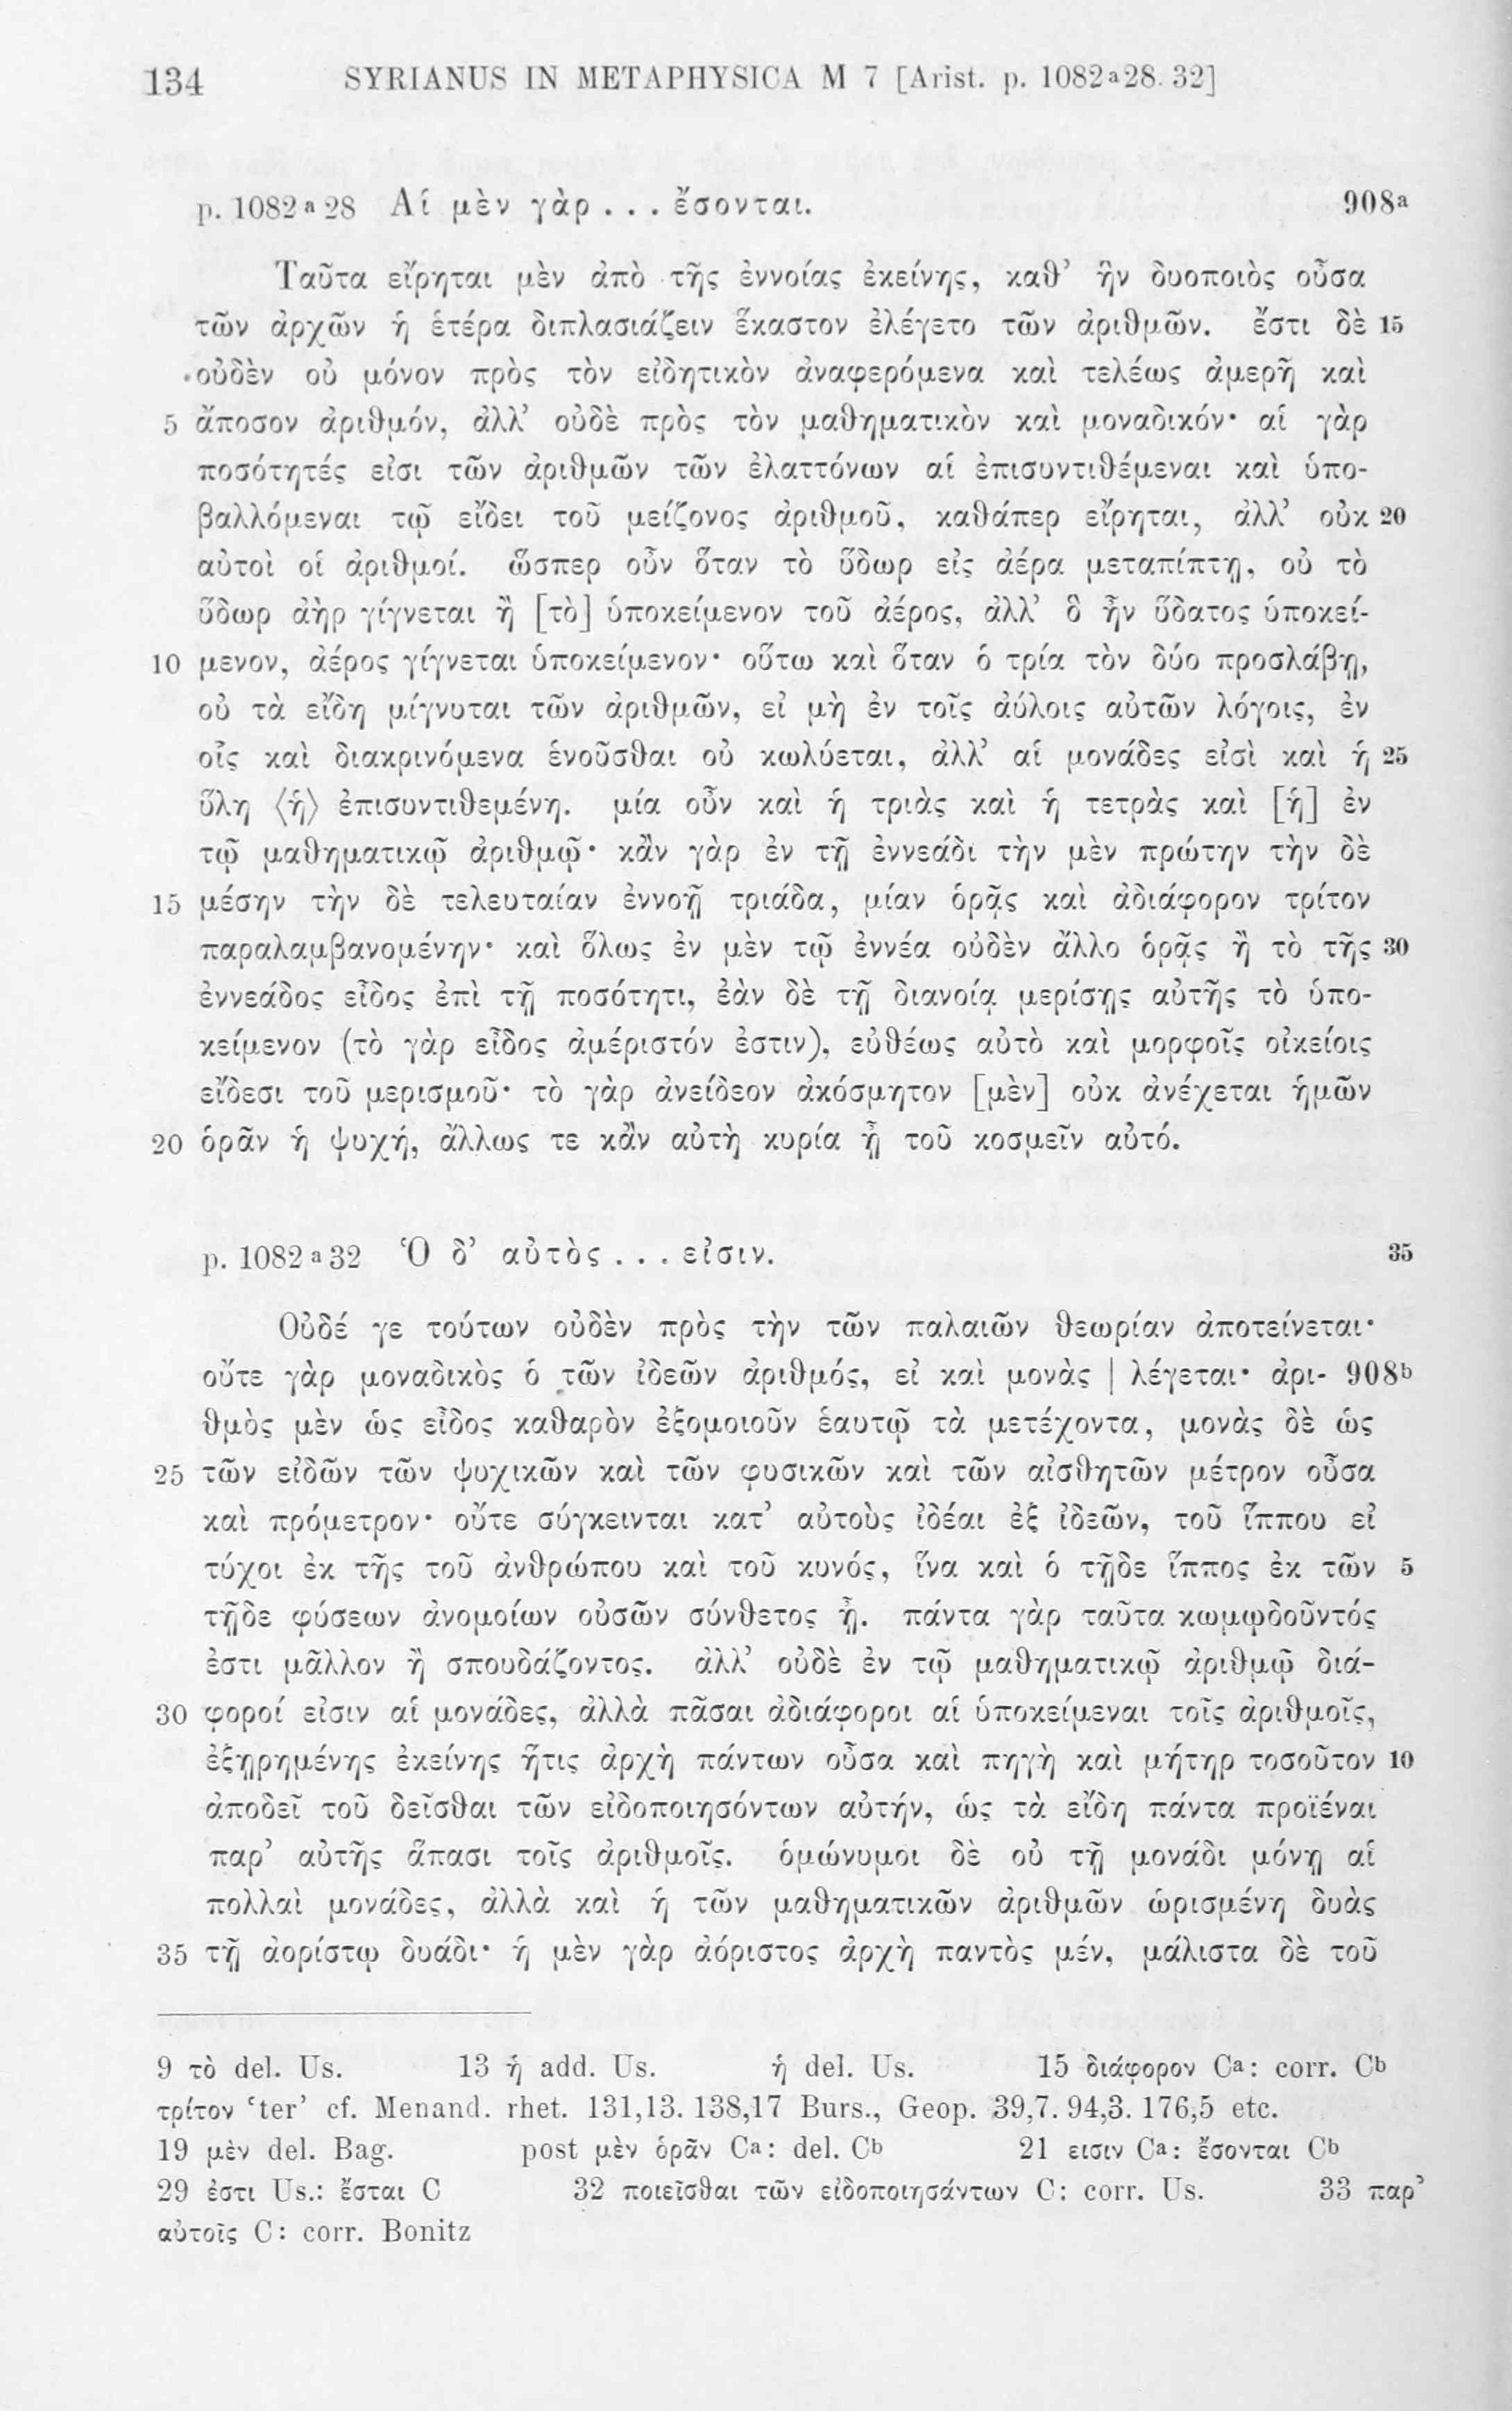 134 SYRIANUS IN METAPHYSICA M 7 [Arist. p. 1082ᵃ28. 32]
p. 1082ᵃ28 Αἱ μὲν γὰρ . . . ἔσονται. 908ᵃ
Ταῦτα εἴρηται μὲν ἀπὸ τῆς ἐννοίας ἐκείνης, καθ’ ἣν δυοποιὸς οὖσα
τῶν ἀρχῶν ἡ ἑτέρα διπλασιάζειν ἕκαστον ἐλέγετο τῶν ἀριθμῶν. ἔστι δὲ 15
οὐδὲν οὐ μόνον πρὸς τὸν εἰδητικὸν ἀναφερόμενα καὶ τελέως ἀμερῆ καὶ
5 ἄποσον ἀριθμόν, ἀλλ’ οὐδὲ πρὸς τὸν μαθηματικὸν καὶ μοναδικόν· αἱ γὰρ
ποσότητές εἰσι τῶν ἀριθμῶν τῶν ἐλαττόνων αἱ ἐπισυντιθέμεναι καὶ ὑπο-
βαλλόμεναι τῷ εἴδει τοῦ μείζονος ἀριθμοῦ, καθάπερ εἴρηται, ἀλλ’ οὐκ 20
αὐτοὶ οἱ ἀριθμοί. ὥσπερ οὖν ὅταν τὸ ὕδωρ εἰς ἀέρα μεταπίπτῃ, οὐ τὸ
ὕδωρ ἀὴρ γίγνεται ἢ [τὸ] ὑποκείμενον τοῦ ἀέρος, ἀλλ’ ὃ ἦν ὕδατος ὑποκεί-
10 μενον, ἀέρος γίγνεται ὑποκείμενον· οὕτω καὶ ὅταν ὁ τρία τὸν δύο προσλάβῃ,
οὐ τὰ εἴδη μίγνυται τῶν ἀριθμῶν, εἰ μὴ ἐν τοῖς ἀύλοις αὐτῶν λόγοις, ἐν
οἷς καὶ διακρινόμενα ἑνοῦσθαι οὐ κωλύεται, ἀλλ’ αἱ μονάδες εἰσὶ καὶ ἡ 25
ὕλη ⟨ἡ⟩ ἐπισυντιθεμένη. μία οὖν καὶ ἡ τριὰς καὶ ἡ τετρὰς καὶ [ἡ] ἐν
τῷ μαθηματικῷ ἀριθμῷ· κἂν γὰρ ἐν τῇ ἐννεάδι τὴν μὲν πρώτην τὴν δὲ
15 μέσην τὴν δὲ τελευταίαν ἐννοῇ τριάδα, μίαν ὁρᾷς καὶ ἀδιάφορον τρίτον
παραλαμβανομένην· καὶ ὅλως ἐν μὲν τῷ ἐννέα οὐδὲν ἄλλο ὁρᾷς ἢ τὸ τῆς 30
ἐννεάδος εἶδος ἐπὶ τῇ ποσότητι, ἐὰν δὲ τῇ διανοίᾳ μερίσῃς αὐτῆς τὸ ὑπο-
κείμενον (τὸ γὰρ εἶδος ἀμέριστόν ἐστιν), εὐθέως αὐτὸ καὶ μορφοῖς οἰκείοις
εἴδεσι τοῦ μερισμοῦ· τὸ γὰρ ἀνείδεον ἀκόσμητον [μὲν] οὐκ ἀνέχεται ἡμῶν
20 ὁρᾶν ἡ ψυχή, ἄλλως τε κἂν αὐτὴ κυρία ᾖ τοῦ κοσμεῖν αὐτό.
p. 1082ᵃ32 Ὁ δ’ αὐτὸς . . . εἰσιν. 35
Οὐδέ γε τούτων οὐδὲν πρὸς τὴν τῶν παλαιῶν θεωρίαν ἀποτείνεται·
οὔτε γὰρ μοναδικὸς ὁ τῶν ἰδεῶν ἀριθμός, εἰ καὶ μονὰς | λέγεται· ἀρι- 908ᵇ
θμὸς μὲν ὡς εἶδος καθαρὸν ἐξομοιοῦν ἑαυτῷ τὰ μετέχοντα, μονὰς δὲ ὡς
25 τῶν εἰδῶν τῶν ψυχικῶν καὶ τῶν φυσικῶν καὶ τῶν αἰσθητῶν μέτρον οὖσα
καὶ πρόμετρον· οὔτε σύγκεινται κατ’ αὐτοὺς ἰδέαι ἐξ ἰδεῶν, τοῦ ἵππου εἰ
τύχοι ἐκ τῆς τοῦ ἀνθρώπου καὶ τοῦ κυνός, ἵνα καὶ ὁ τῇδε ἵππος ἐκ τῶν 5
τῇδε φύσεων ἀνομοίων οὐσῶν σύνθετος ᾖ. πάντα γὰρ ταῦτα κωμῳδοῦντός
ἐστι μᾶλλον ἢ σπουδάζοντος. ἀλλ’ οὐδὲ ἐν τῷ μαθηματικῷ ἀριθμῷ διά-
30 φοροί εἰσιν αἱ μονάδες, ἀλλὰ πᾶσαι ἀδιάφοροι αἱ ὑποκείμεναι τοῖς ἀριθμοῖς,
ἐξῃρημένης ἐκείνης ἥτις ἀρχὴ πάντων οὖσα καὶ πηγὴ καὶ μήτηρ τοσοῦτον 10
ἀποδεῖ τοῦ δεῖσθαι τῶν εἰδοποιησόντων αὐτήν, ὡς τὰ εἴδη πάντα προϊέναι
παρ’ αὐτῆς ἅπασι τοῖς ἀριθμοῖς. ὁμώνυμοι δὲ οὐ τῇ μονάδι μόνῃ αἱ
πολλαὶ μονάδες, ἀλλὰ καὶ ἡ τῶν μαθηματικῶν ἀριθμῶν ὡρισμένη δυὰς
35 τῇ ἀορίστῳ δυάδι· ἡ μὲν γὰρ ἀόριστος ἀρχὴ παντὸς μέν, μάλιστα δὲ τοῦ
9 τὸ del. Us. 13 ἡ add. Us. ἡ del. Us. 15 διάφορον Cᵃ: corr. Cᵇ
τρίτον ‘ter’ cf. Menand. rhet. 131,13. 138,17 Burs., Geop. 39,7. 94,3. 176,5 etc.
19 μὲν del. Bag. post μὲν ὁρᾶν Cᵃ: del. Cᵇ 21 εισιν Cᵃ: ἔσονται Cᵇ
29 ἐστι Us.: ἔσται C 32 ποιεῖσθαι τῶν εἰδοποιησάντων C: corr. Us. 33 παρ’
αὐτοῖς C: corr. Bonitz